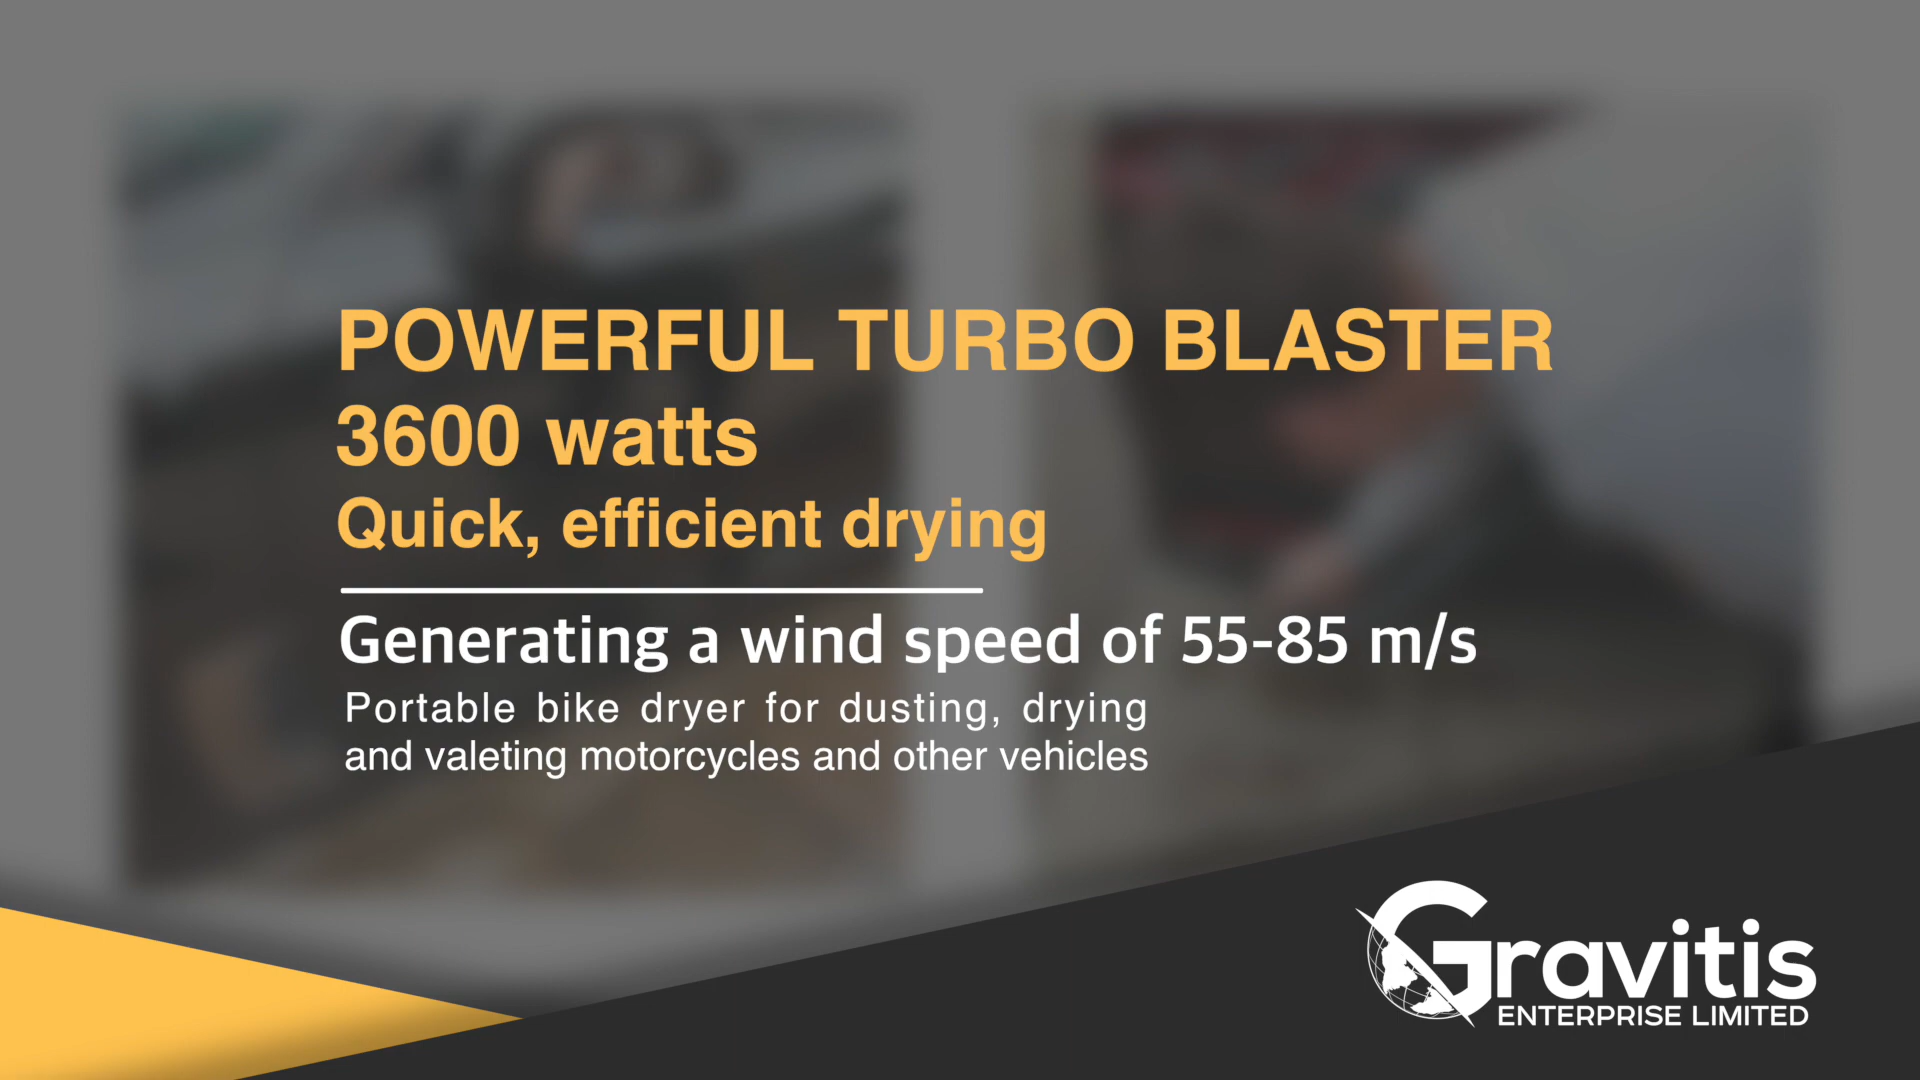 POWERFUL TURBO BLASTER
3600 watts
Quick, efficient drying
Generating a wind speed of 55-85 m/s
Portable bike dryer for dusting, drying
and valeting motorcycles and other vehicles
Gravitis
ENTERPRISE LIMITED